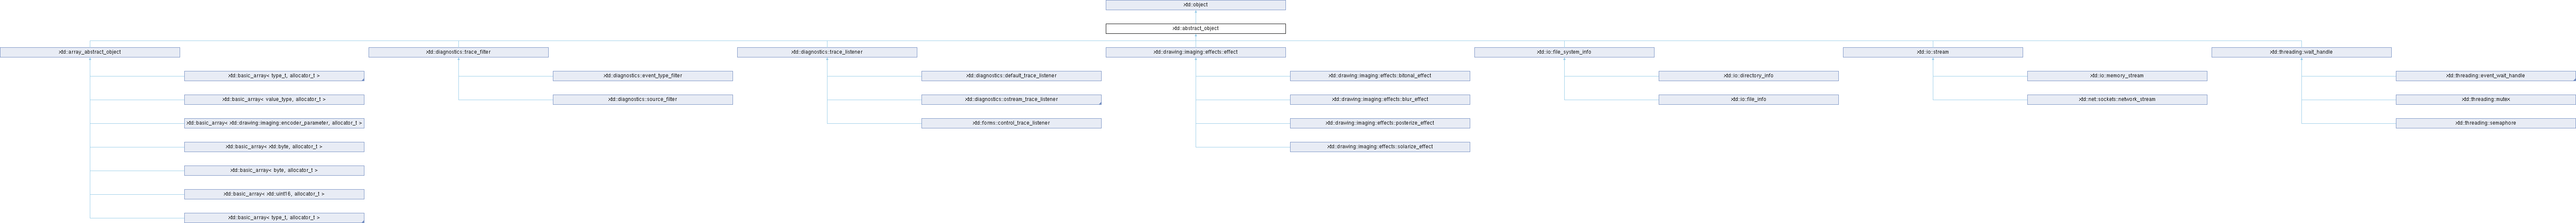 xtd::object
xtd::abstract_object
xtd::array_abstract_object
xtd::diagnostics::trace_filter
xtd::diagnostics::trace_listener
xtd::drawing::imaging::effects::effect
xtd::io::file_system_info
xtd::io::stream
xtd::threading::wait_handle
xtd::basic_array< type_t, allocator_t >
xtd::diagnostics::event_type_filter
xtd::diagnostics::default_trace_listener
xtd::drawing::imaging::effects::bitonal_effect
xtd::io::directory_info
xtd::io::memory_stream
xtd::threading::event_wait_handle
xtd::basic_array< value_type, allocator_t >
xtd::diagnostics::source_filter
xtd::diagnostics::ostream_trace_listener
xtd::drawing::imaging::effects::blur_effect
xtd::io::file_info
xtd::net::sockets::network_stream
xtd::threading::mutex
xtd::basic_array< xtd::drawing::imaging::encoder_parameter, allocator_t >
xtd::forms::control_trace_listener
xtd::drawing::imaging::effects::posterize_effect
xtd::threading::semaphore
xtd::basic_array< xtd::byte, allocator_t >
xtd::drawing::imaging::effects::solarize_effect
xtd::basic_array< byte, allocator_t >
xtd::basic_array< xtd::uint16, allocator_t >
xtd::basic_array< type_t, allocator_t >